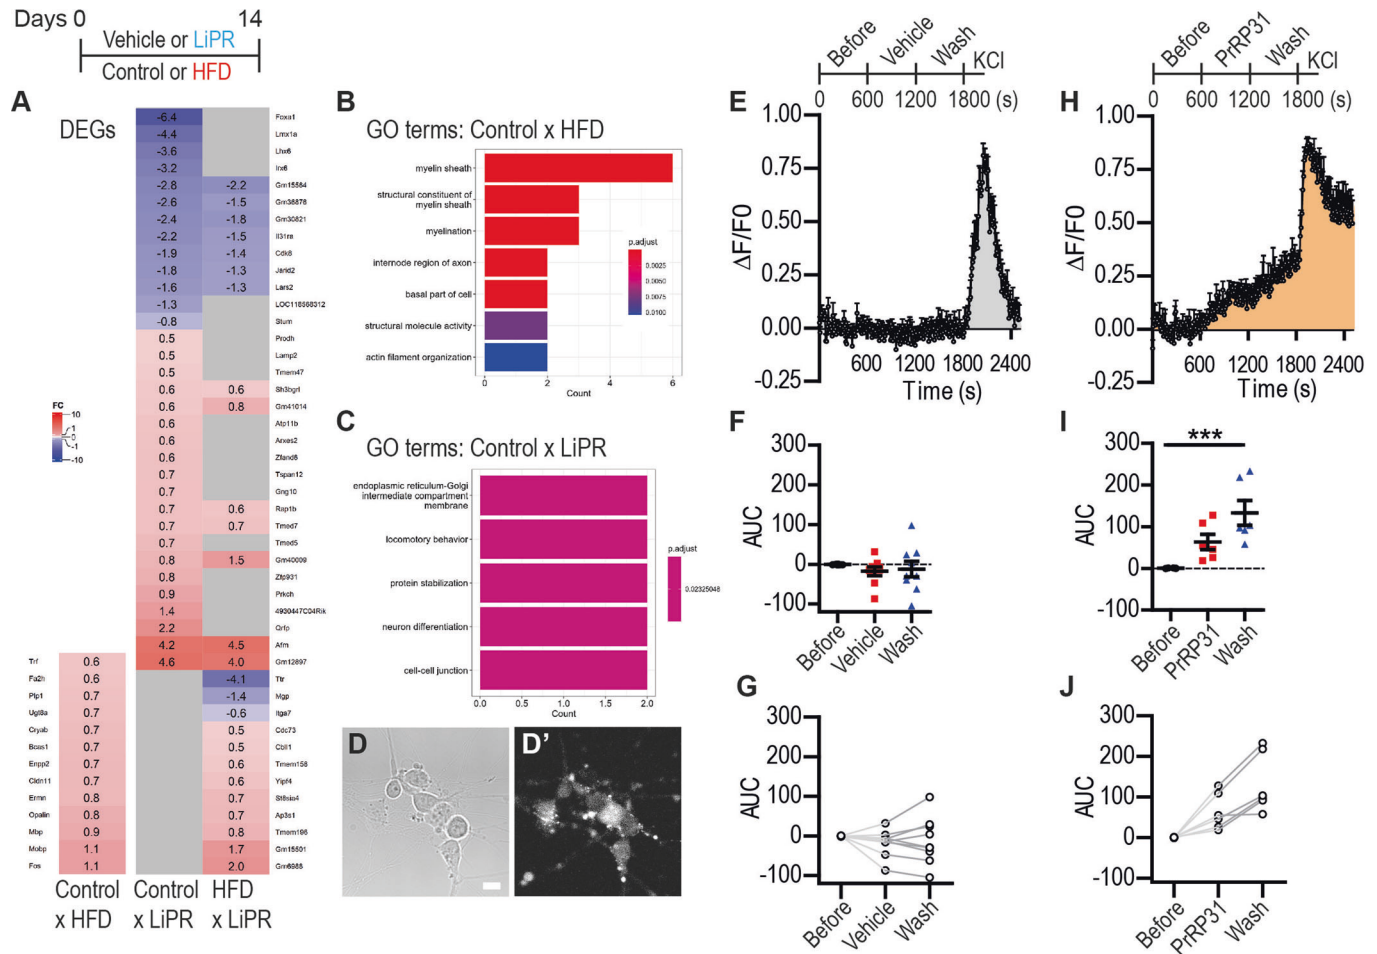 Days 0 14
Vehicle or LiPR
Control or HFD
A
DEGs
-6.4 Foxa1
-4.4 Lmx1a
-3.6 Lhx6
-3.2 Irx6
-2.8 -2.2 Gm15564
-2.6 -1.5 Gm38878
-2.4 -1.8 Gm30821
-2.2 -1.5 Il31ra
-1.9 -1.4 Cdk8
-1.8 -1.3 Jarid2
-1.6 -1.3 Lars2
-1.3 LOC118568312
-0.8 Stum
0.5 Prodh
0.5 Lamp2
0.5 Tmem47
0.6 0.6 Sh3bgrl
0.6 0.8 Gm41014
0.6 Atp11b
0.6 Arxes2
0.6 Zfand6
0.7 Tspan12
0.7 Gng10
0.7 0.6 Rap1b
0.7 0.7 Tmed7
0.7 Tmed5
0.8 1.5 Gm40009
0.8 Zfp931
0.9 Prkch
1.4 4930447C04Rik
2.2 Qrfp
4.2 4.5 Afm
Trf 0.6 4.6 4.0 Gm12897
Fa2h 0.6 -4.1 Ttr
Plp1 0.7 -1.4 Mgp
Ugt8a 0.7 -0.6 Itga7
Cryab 0.7 0.5 Cdc73
Bcas1 0.7 0.5 Cbll1
Enpp2 0.7 0.6 Tmem158
Cldn11 0.7 0.6 Yipf4
Ermn 0.8 0.7 St8sia4
Opalin 0.8 0.7 Ap3s1
Mbp 0.9 0.8 Tmem196
Mobp 1.1 1.7 Gm15501
Fos 1.1 2.0 Gm6988
Control Control HFD
x HFD x LiPR x LiPR
FC
10
1
0
-1
-10
B
GO terms: Control x HFD
myelin sheath
structural constituent of
myelin sheath
myelination
internode region of axon
basal part of cell
structural molecule activity
actin filament organization
0 2 4 6
Count
p.adjust
0.0025
0.0050
0.0075
0.0100
C
GO terms: Control x LiPR
endoplasmic reticulum-Golgi
intermediate compartment
membrane
locomotory behavior
protein stabilization
neuron differentiation
cell-cell junction
0.0 0.5 1.0 1.5 2.0
Count
p.adjust
0.02325048
D
D'
Before Vehicle Wash KCl
0 600 1200 1800 (s)
E
1.00
0.75
0.50
0.25
0.00
-0.25
ΔF/F0
600 1200 1800 2400
Time (s)
F
300
200
100
0
-100
AUC
Before Vehicle Wash
G
300
200
100
0
-100
AUC
Before Vehicle Wash
Before PrRP31 Wash KCl
0 600 1200 1800 (s)
H
1.00
0.75
0.50
0.25
0.00
-0.25
ΔF/F0
600 1200 1800 2400
Time (s)
I
***
300
200
100
0
-100
AUC
Before PrRP31 Wash
J
300
200
100
0
-100
AUC
Before PrRP31 Wash